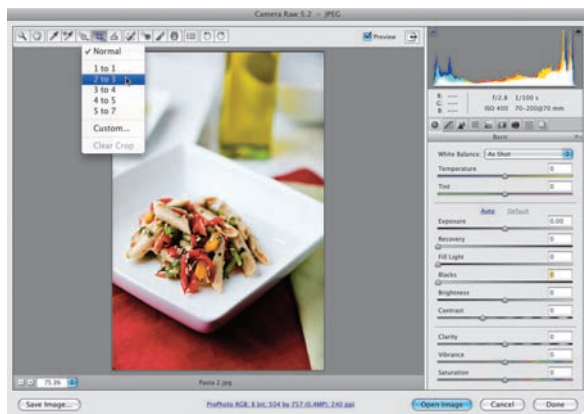 Camera Raw 5.2 - JPEG
Preview
✓ Normal
1 to 1
2 to 3
3 to 4
4 to 5
5 to 7
Custom...
Clear Crop
R: ---
G: ---
B: ---
f/2.8 1/100 s
ISO 400 70-200@70 mm
Basic
White Balance: As Shot
Temperature 0
Tint 0
Auto Default
Exposure 0.00
Recovery 0
Fill Light 0
Blacks
Brightness 0
Contrast 0
Clarity 0
Vibrance 0
Saturation 0
75.3%
Pasta 2.jpg
Save Image...
ProPhoto RGB; 8 bit; 504 by 757 (0.4MP); 240 ppi
Open Image
Cancel
Done